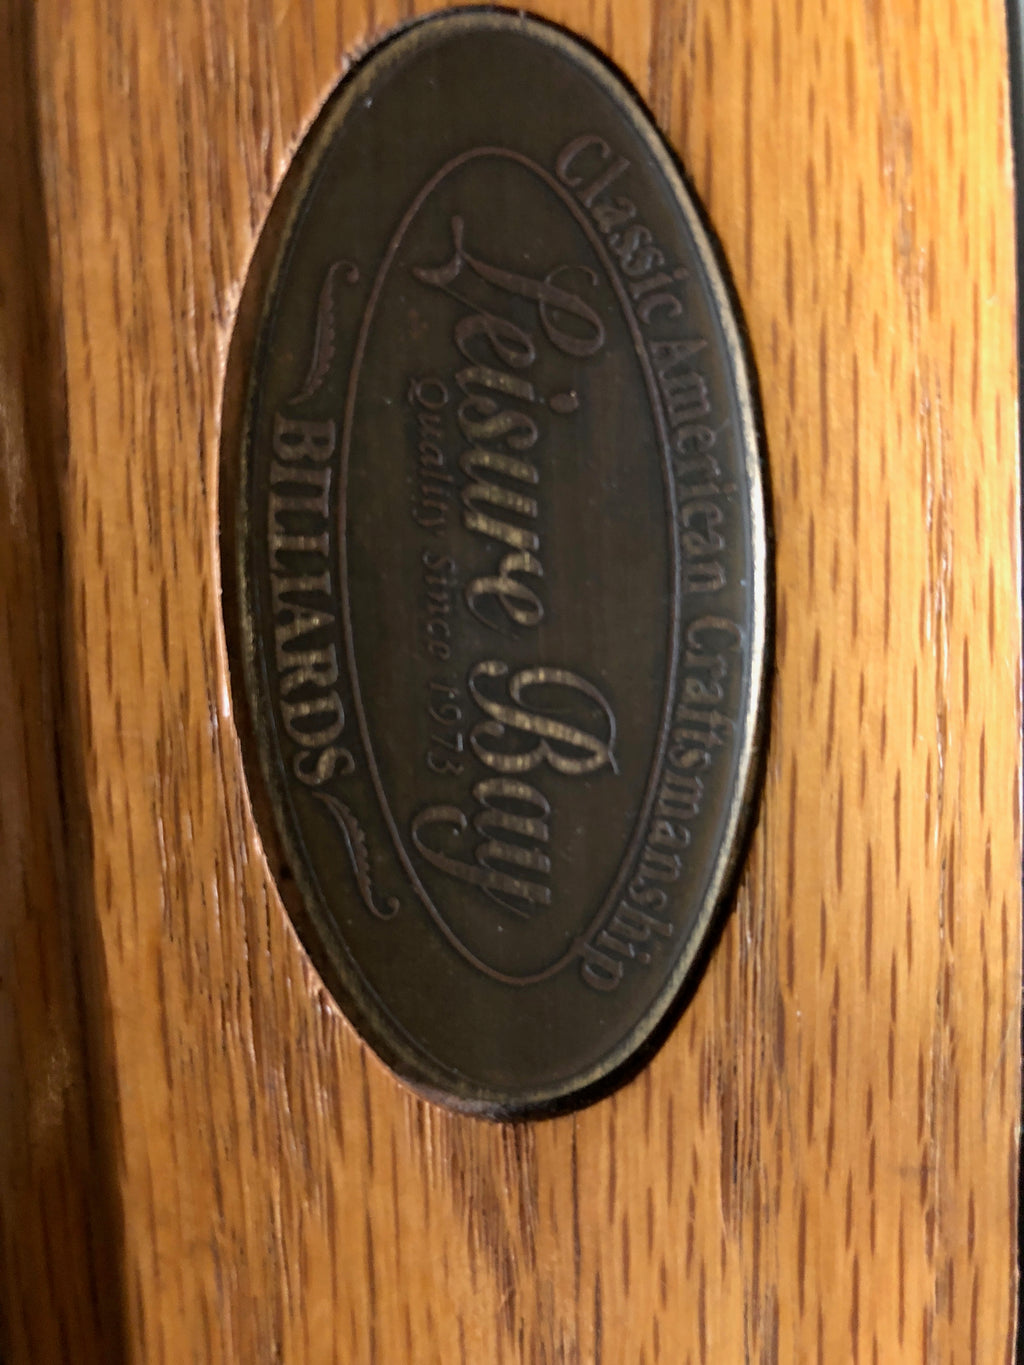 Classic American Craftsmanship
Leisure Bay
Quality Since 1973
BILLIARDS